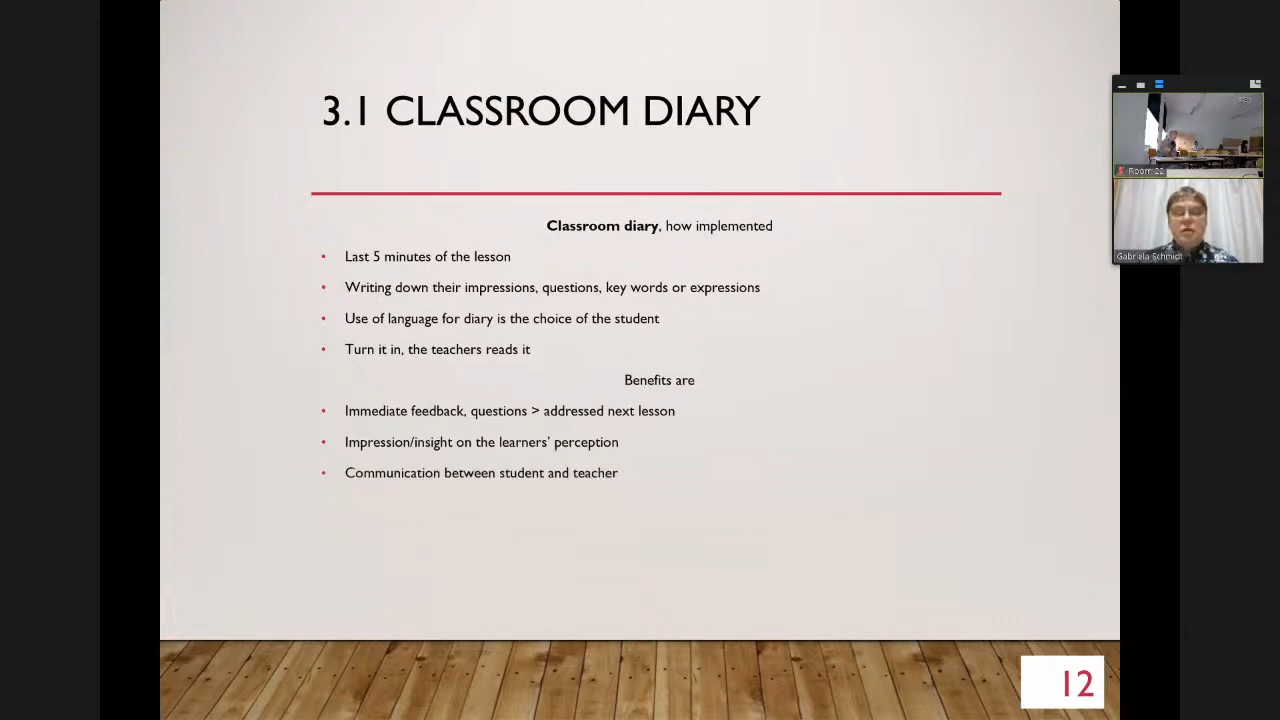 3.1 CLASSROOM DIARY
Classroom diary, how implemented
• Last 5 minutes of the lesson
• Writing down their impressions, questions, key words or expressions
• Use of language for diary is the choice of the student
• Turn it in, the teachers reads it
Benefits are
• Immediate feedback, questions > addressed next lesson
• Impression/insight on the learners’ perception
• Communication between student and teacher
12
Room 22
Gabriela Schmidt